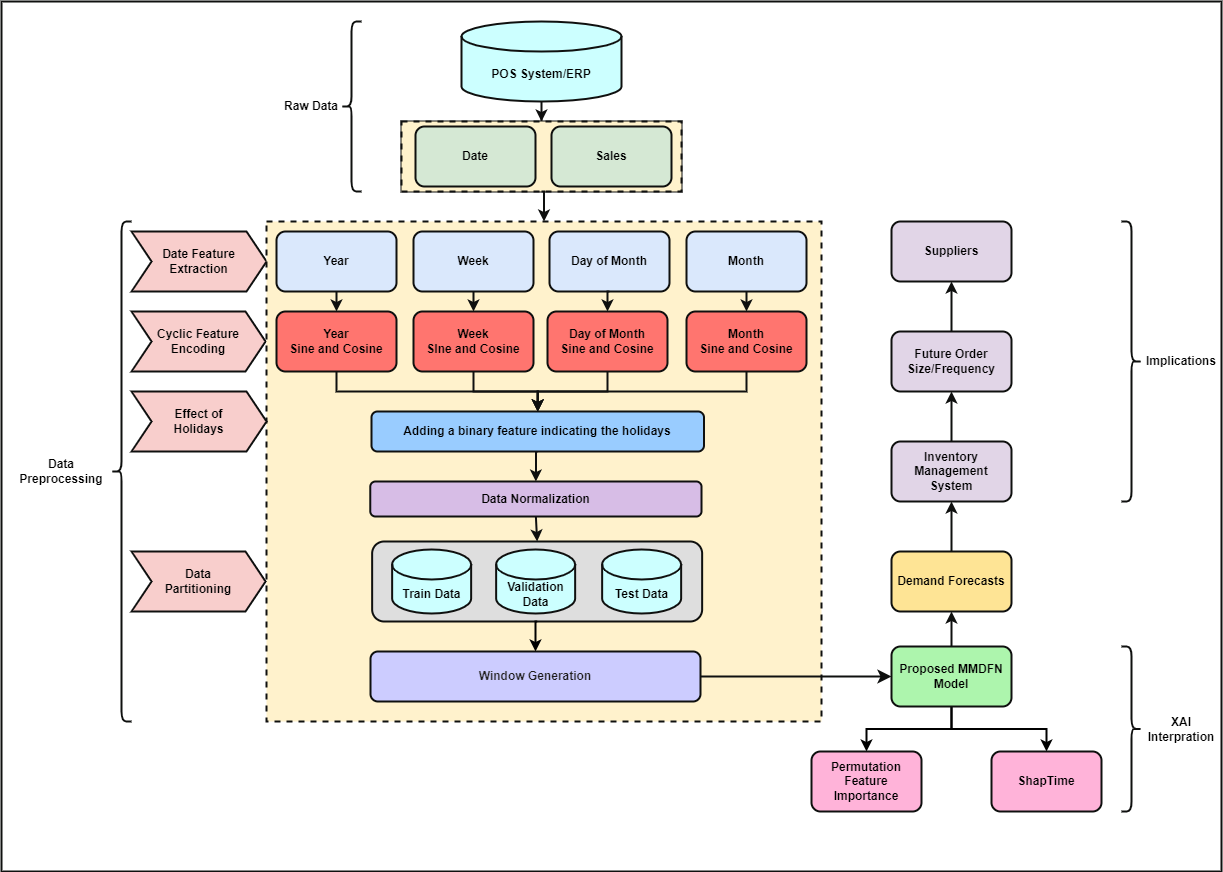 POS System/ERP
Raw Data
Date
Sales
Date Feature
Extraction
Year
Week
Day of Month
Month
Suppliers
Cyclic Feature
Encoding
Year
Sine and Cosine
Week
SIne and Cosine
Day of Month
Sine and Cosine
Month
Sine and Cosine
Future Order
Size/Frequency
Implications
Effect of
Holidays
Adding a binary feature indicating the holidays
Data
Preprocessing
Data Normalization
Inventory
Management
System
Data
Partitioning
Train Data
Validation
Data
Test Data
Demand Forecasts
Window Generation
Proposed MMDFN
Model
XAI
Interpration
Permutation
Feature
Importance
ShapTime